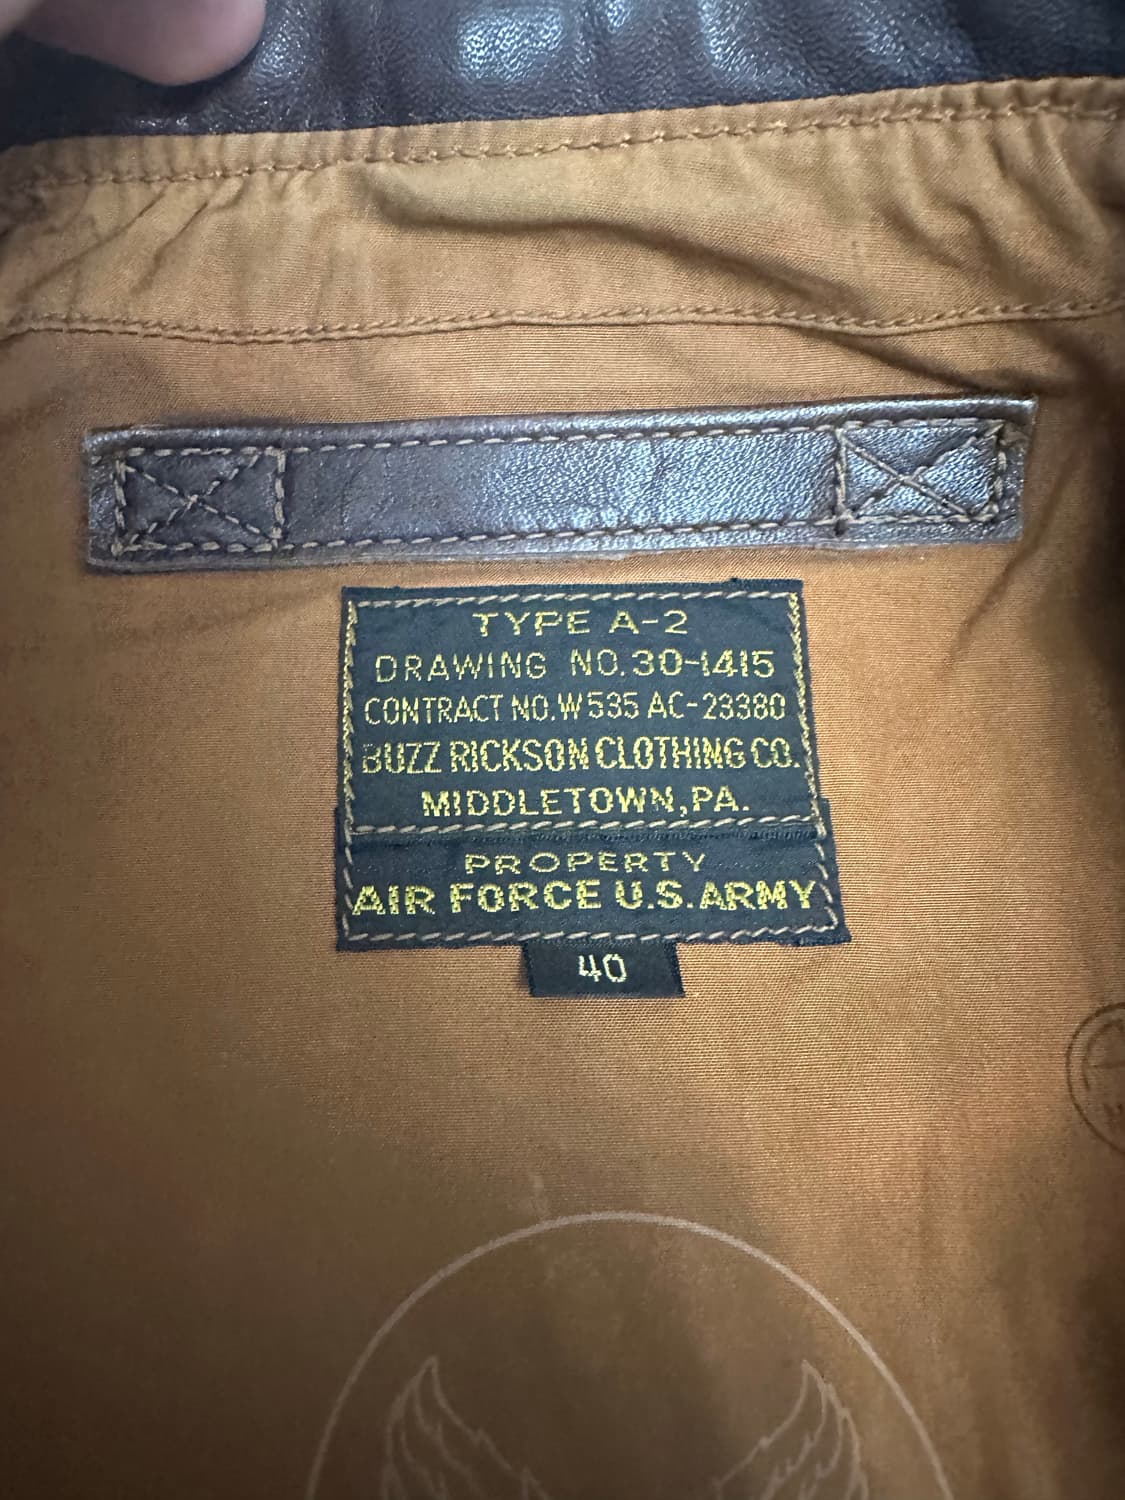 TYPE A-2
DRAWING NO. 30-1415
CONTRACT NO. W535 AC-23380
BUZZ RICKSON CLOTHING CO.
MIDDLETOWN, PA.
PROPERTY
AIR FORCE U.S. ARMY
40